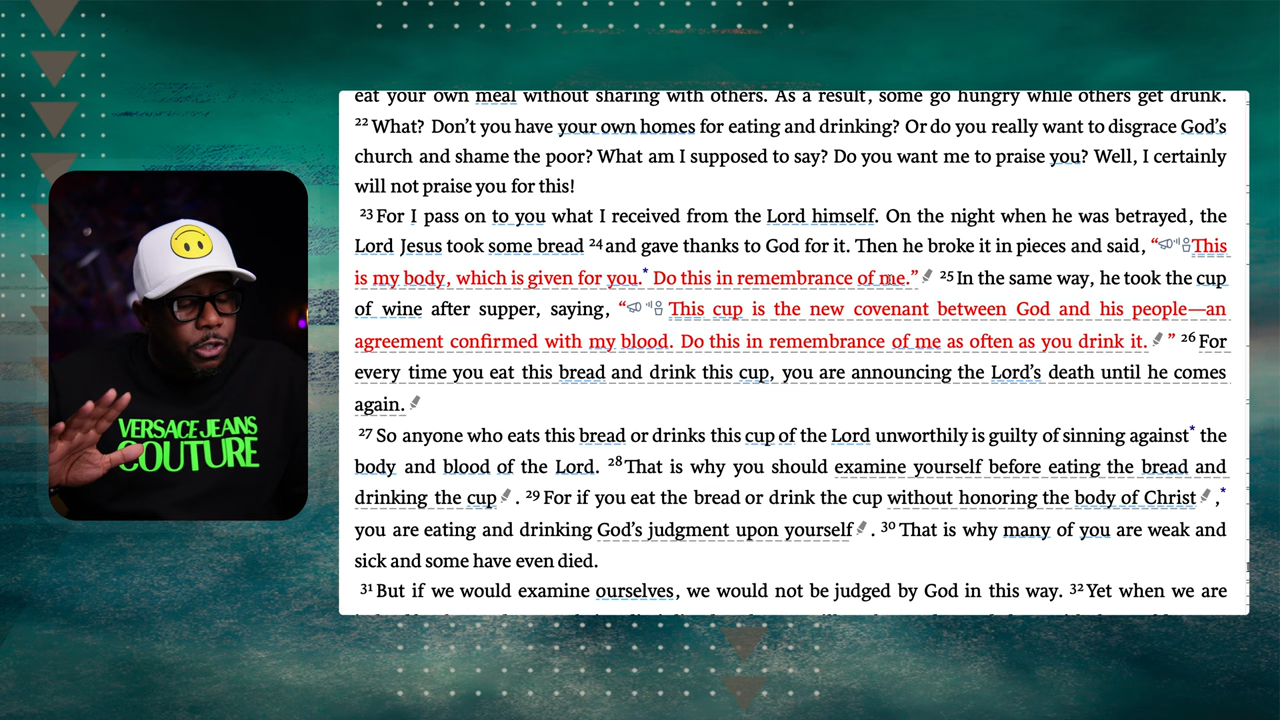 eat your own meal without sharing with others. As a result, some go hungry while others get drunk.
22 What? Don’t you have your own homes for eating and drinking? Or do you really want to disgrace God’s
church and shame the poor? What am I supposed to say? Do you want me to praise you? Well, I certainly
will not praise you for this!
23 For I pass on to you what I received from the Lord himself. On the night when he was betrayed, the
Lord Jesus took some bread 24 and gave thanks to God for it. Then he broke it in pieces and said, “This
is my body, which is given for you.* Do this in remembrance of me.” 25 In the same way, he took the cup
of wine after supper, saying, “This cup is the new covenant between God and his people—an
agreement confirmed with my blood. Do this in remembrance of me as often as you drink it.” 26 For
every time you eat this bread and drink this cup, you are announcing the Lord’s death until he comes
again.
27 So anyone who eats this bread or drinks this cup of the Lord unworthily is guilty of sinning against* the
body and blood of the Lord. 28 That is why you should examine yourself before eating the bread and
drinking the cup. 29 For if you eat the bread or drink the cup without honoring the body of Christ,*
you are eating and drinking God’s judgment upon yourself. 30 That is why many of you are weak and
sick and some have even died.
31 But if we would examine ourselves, we would not be judged by God in this way. 32 Yet when we are
VERSACE JEANS
COUTURE